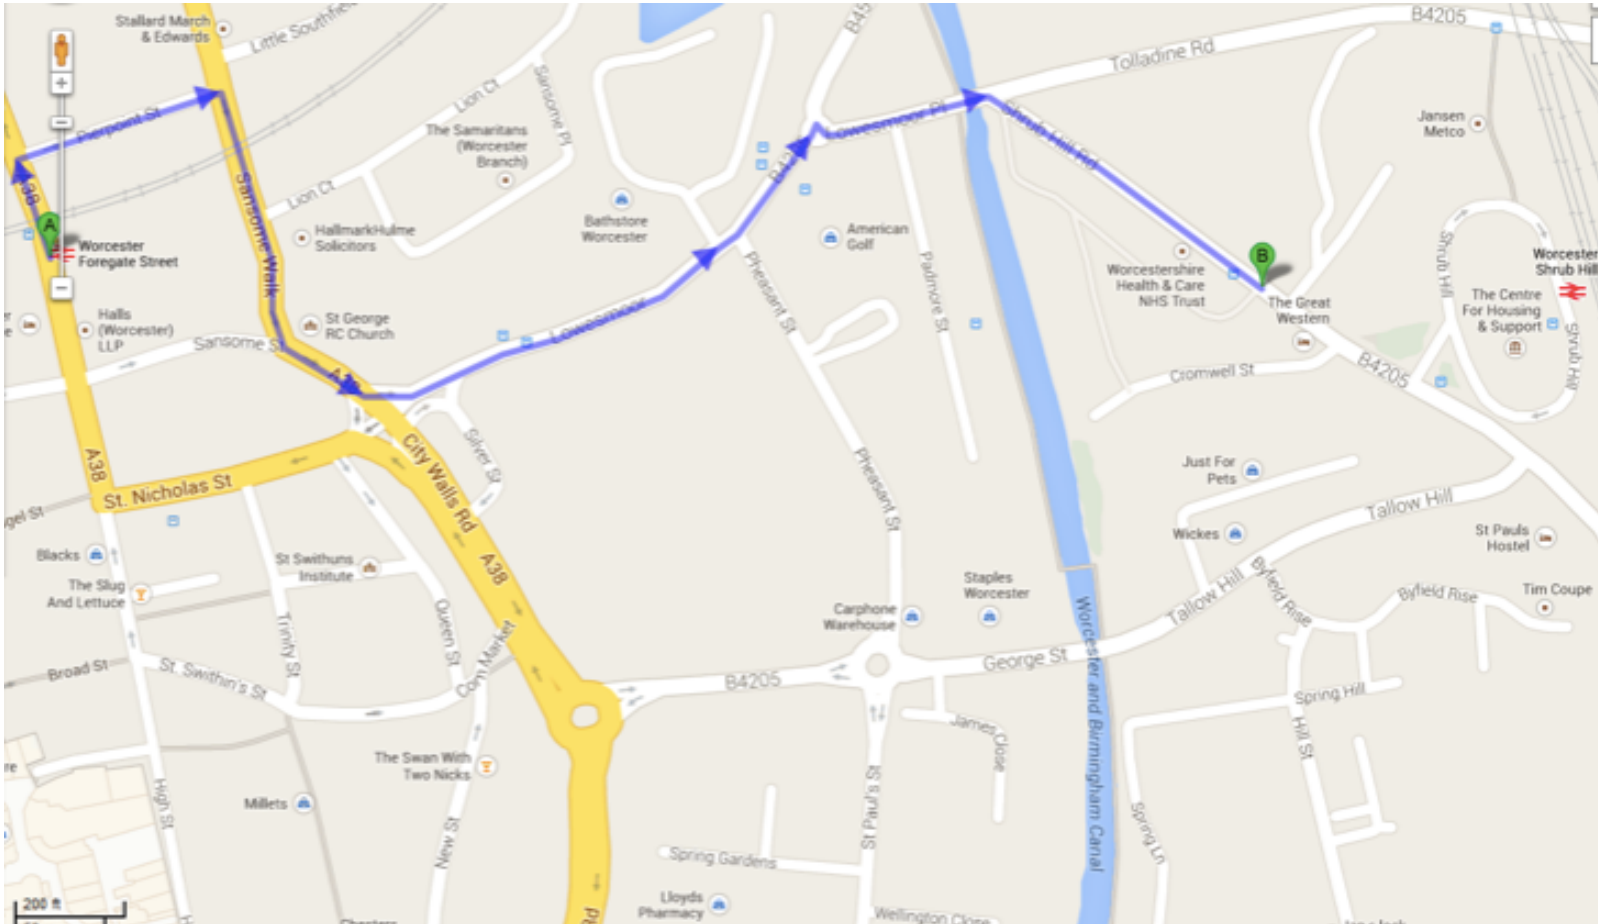 Stallard March
& Edwards
Little Southfiel
B4205
Tolladine Rd
Lion Ct
Sansome Pl
Pierpoint St
The Samaritans
(Worcester
Branch)
Lowesmoor Pl
Shrub Hill Rd
Jansen
Metco
A38
A
Worcester
Foregate Street
Sansome Walk
Lion Ct
HallmarkHulme
Solicitors
Bathstore
Worcester
American
Golf
Padmore St
Pheasant St
Worcestershire
Health & Care
NHS Trust
B
The Great
Western
Shrub Hill
Worcester
Shrub Hill
The Centre
For Housing
& Support
Shrub Hill
Halls
(Worcester)
LLP
St George
RC Church
Sansome S
Lowesmoor
Cromwell St
B4205
A38
City Walls Rd
Silver St
St. Nicholas St
Pheasant St
Just For
Pets
Tallow Hill
Wickes
St Pauls
Hostel
gel St
Blacks
The Slug
And Lettuce
St Swithuns
Institute
A38
Trinity St
Queen St
Corn Market
Staples
Worcester
Carphone
Warehouse
Tallow Hill
Byfield Rise
Byfield Rise
Tim Coupe
Broad St
St. Swithin's St
B4205
George St
Worcester and Birmingham Canal
Spring Hill
Hill St
James Close
The Swan With
Two Nicks
High St
Millets
New St
St Paul's St
Spring Ln
Spring Gardens
Lloyds
Pharmacy
Wellington Close
200 ft
Rd